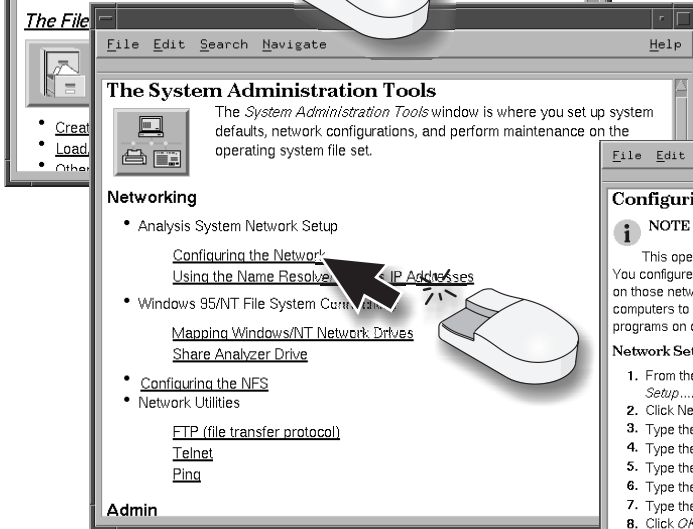 The File
Creat
Load,
Other
File Edit Search Navigate Help
The System Administration Tools
The System Administration Tools window is where you set up system
defaults, network configurations, and perform maintenance on the
operating system file set.
Networking
• Analysis System Network Setup
Configuring the Network
Using the Name Resolver IP Addresses
• Windows 95/NT File System
Mapping Windows/NT Network Drives
Share Analyzer Drive
• Configuring the NFS
• Network Utilities
FTP (file transfer protocol)
Telnet
Ping
Admin
File Edit
Configuri
NOTE
This ope
You configure
on those netw
computers to
programs on
Network Set
1. From the
Setup....
2. Click Ne
3. Type the
4. Type the
5. Type the
6. Type the
7. Type the
8. Click OK